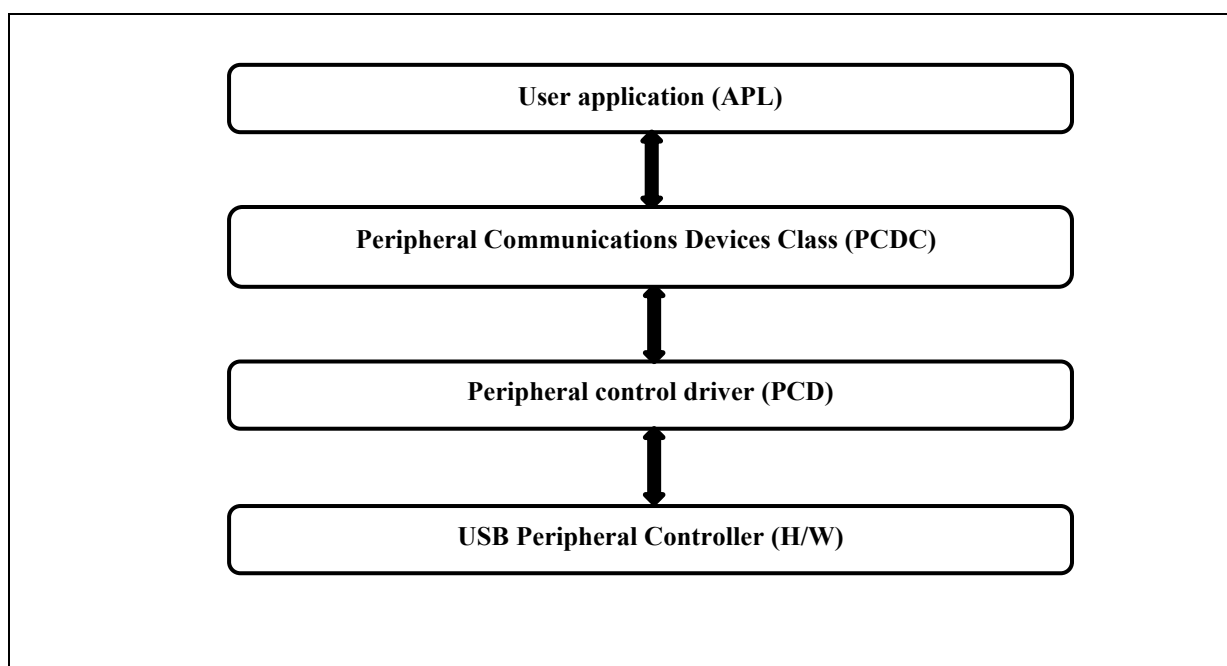 User application (APL)
Peripheral Communications Devices Class (PCDC)
Peripheral control driver (PCD)
USB Peripheral Controller (H/W)